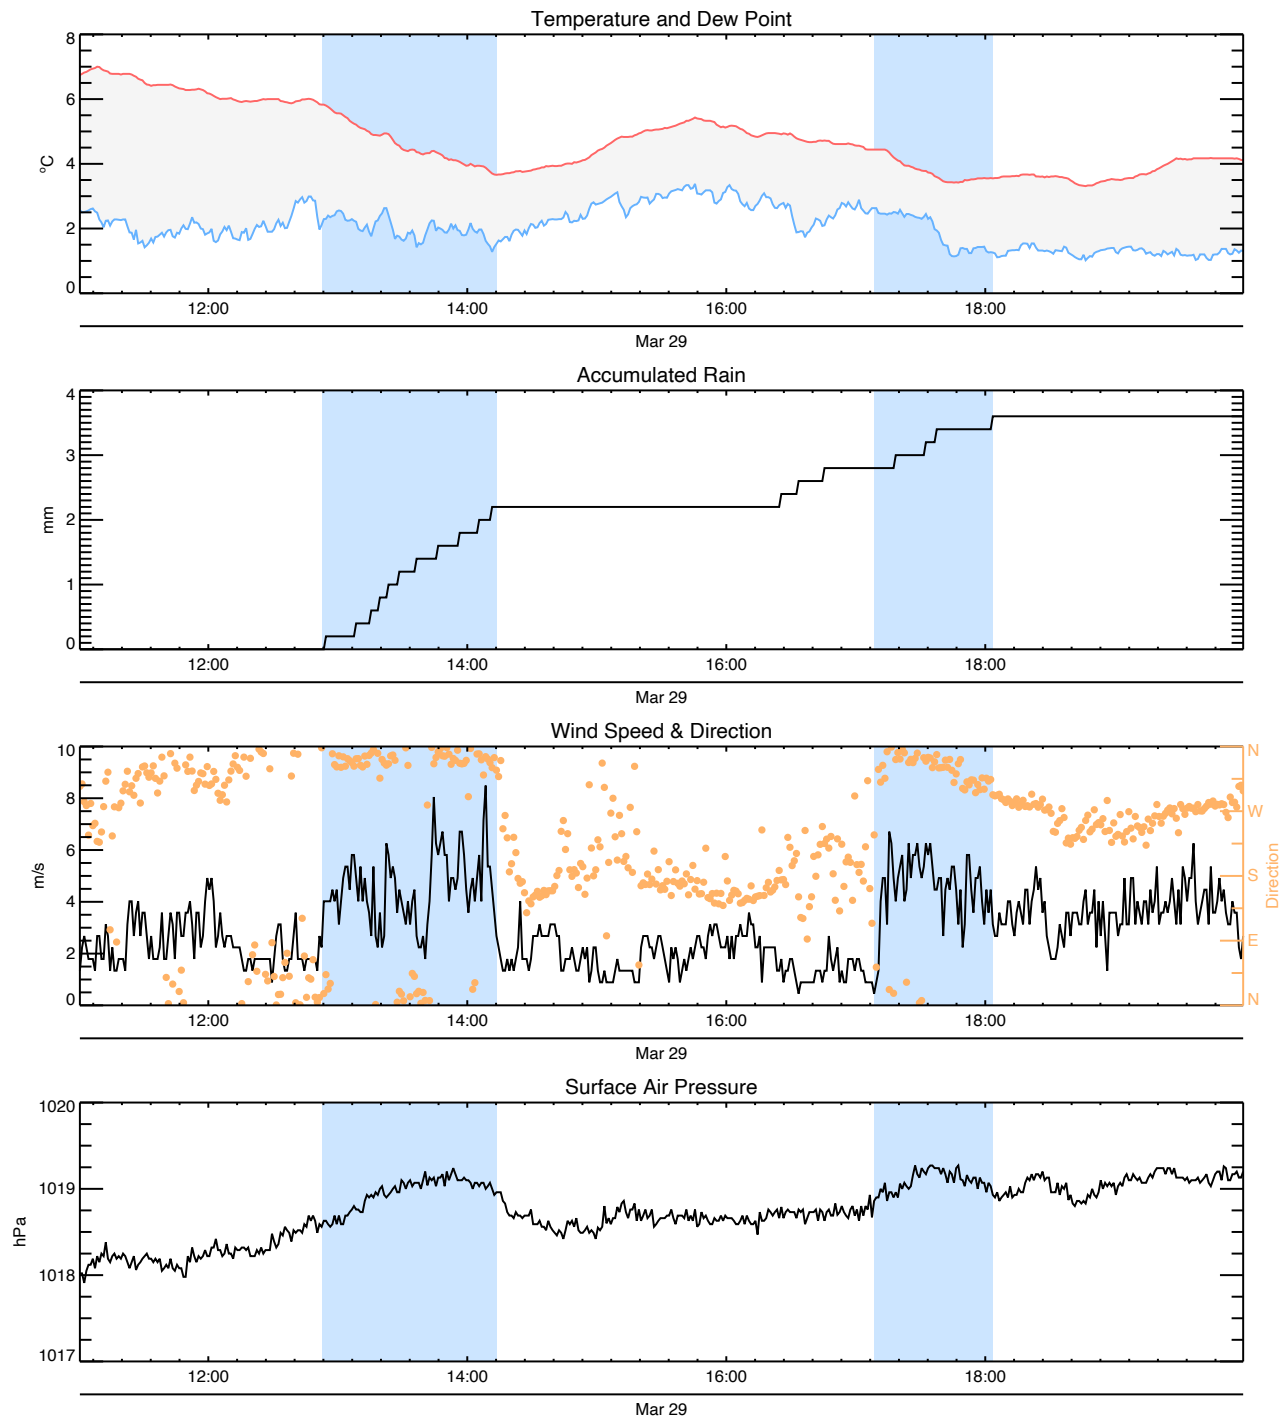 Temperature and Dew Point
8
6
4
2
0
°C
12:00 14:00 16:00 18:00
Mar 29
Accumulated Rain
4
3
2
1
0
mm
12:00 14:00 16:00 18:00
Mar 29
Wind Speed & Direction
10
8
6
4
2
0
m/s
N
W
S
E
N
Direction
12:00 14:00 16:00 18:00
Mar 29
Surface Air Pressure
1020
1019
1018
1017
hPa
12:00 14:00 16:00 18:00
Mar 29